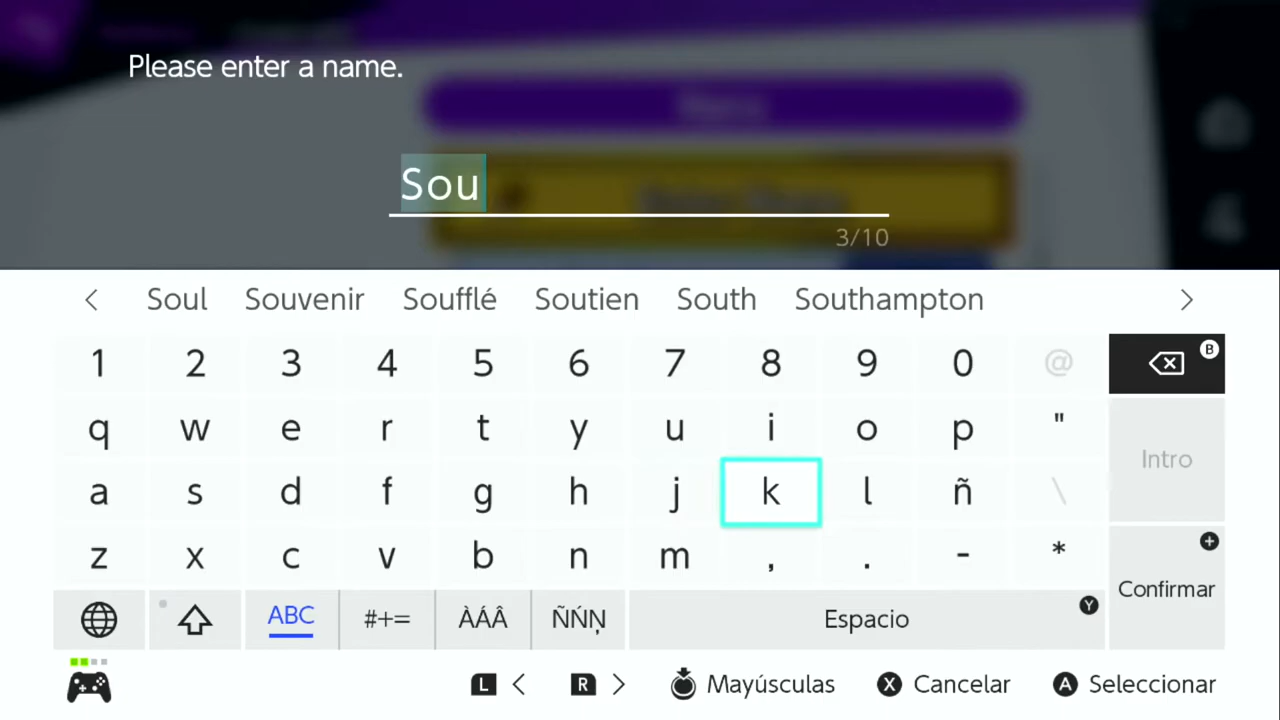 Please enter a name.
Sou
3/10
< Soul Souvenir Soufflé Soutien South Southampton >
1 2 3 4 5 6 7 8 9 0 @ B
q w e r t y u i o p "
a s d f g h j k l ñ \
Intro
z x c v b n m , . - *
+ Confirmar
ABC #+= ÀÁÂ ÑŃŅ Espacio Y
L < R > Mayúsculas X Cancelar A Seleccionar